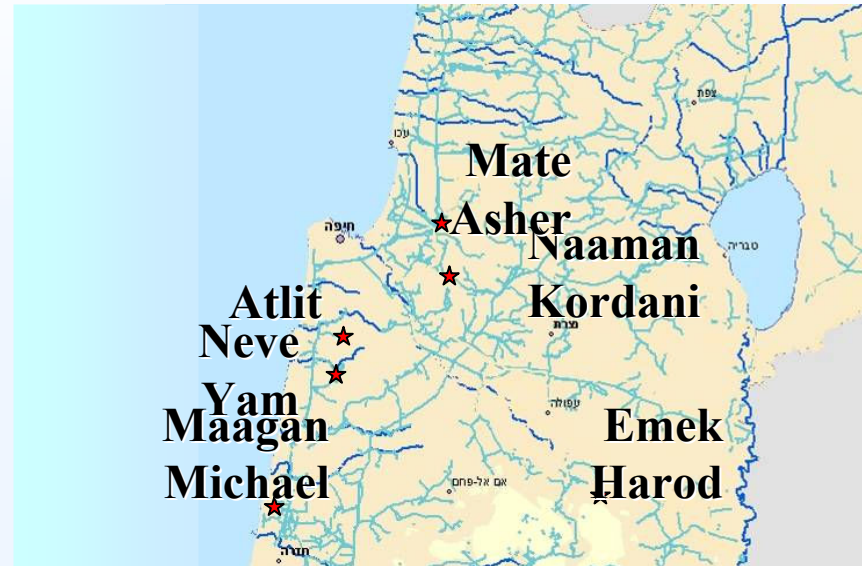 צפת
עכו
Mate
Asher
חיפה
Naaman
Kordani
טבריה
Atlit
נצרת
Neve
Yam
עפולה
Maagan
Michael
Emek
Harod
אום אל-פחם
חדרה